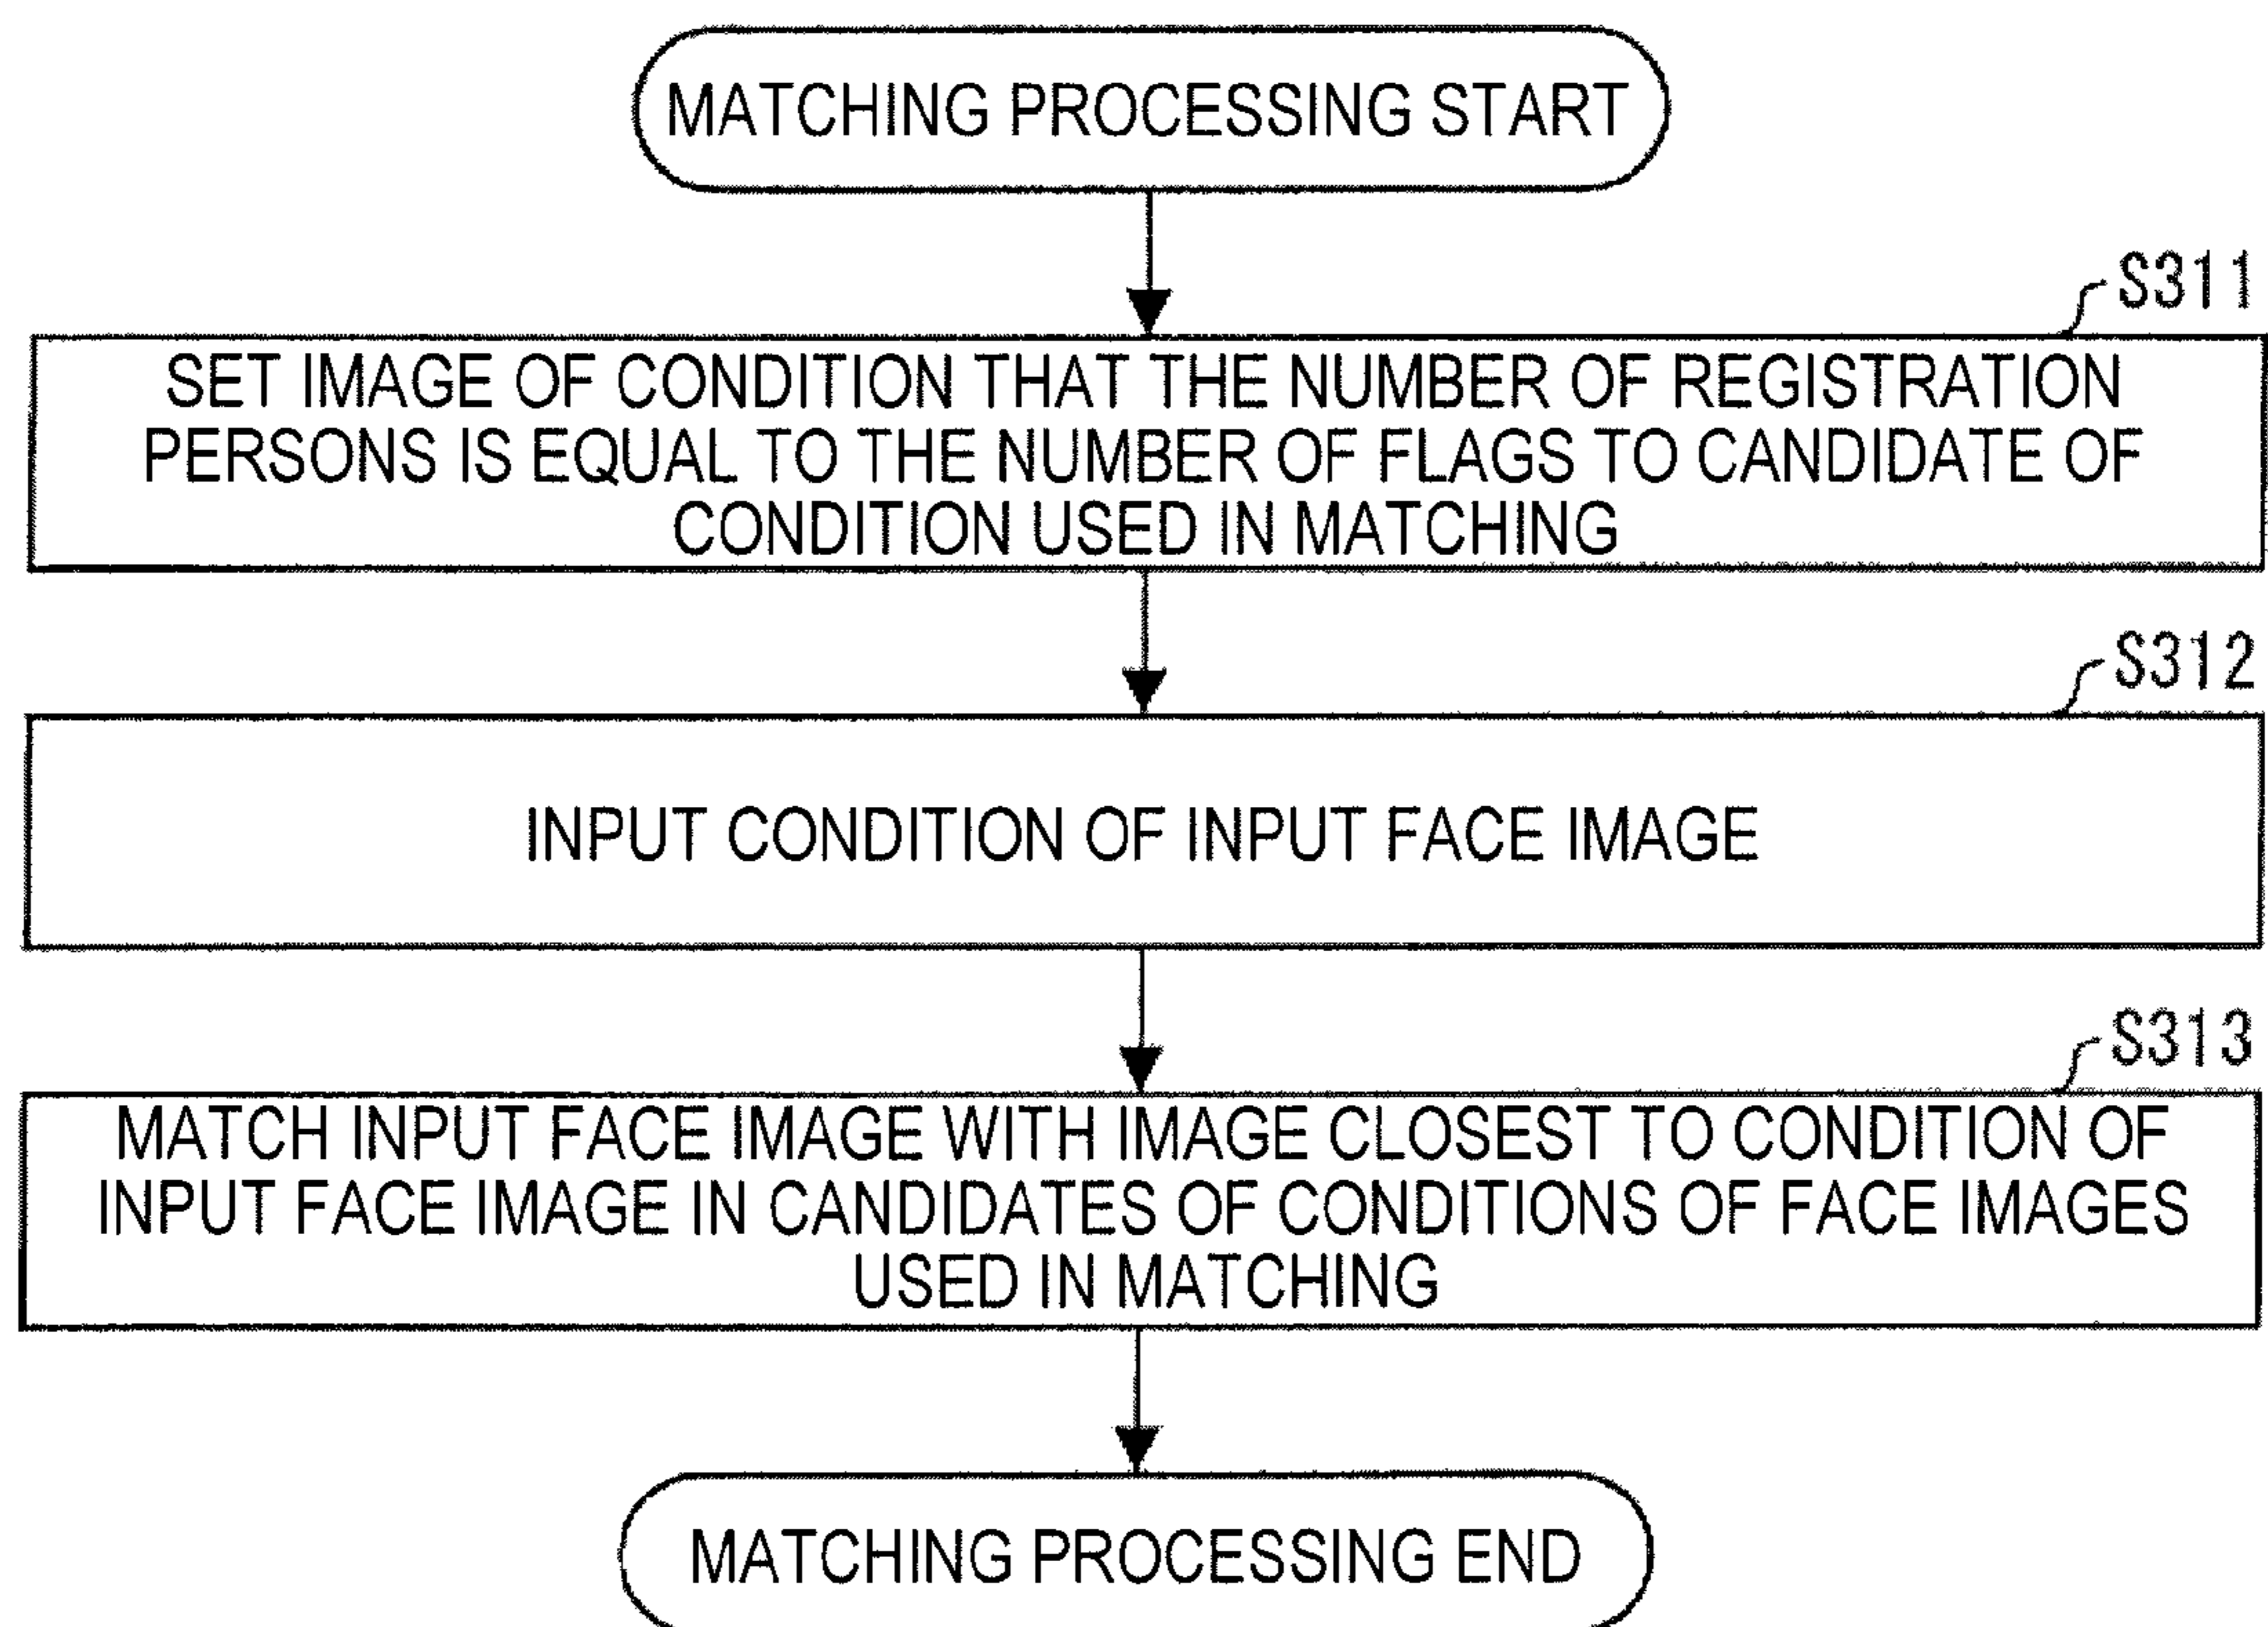 MATCHING PROCESSING START
S311
SET IMAGE OF CONDITION THAT THE NUMBER OF REGISTRATION
PERSONS IS EQUAL TO THE NUMBER OF FLAGS TO CANDIDATE OF
CONDITION USED IN MATCHING
S312
INPUT CONDITION OF INPUT FACE IMAGE
S313
MATCH INPUT FACE IMAGE WITH IMAGE CLOSEST TO CONDITION OF
INPUT FACE IMAGE IN CANDIDATES OF CONDITIONS OF FACE IMAGES
USED IN MATCHING
MATCHING PROCESSING END